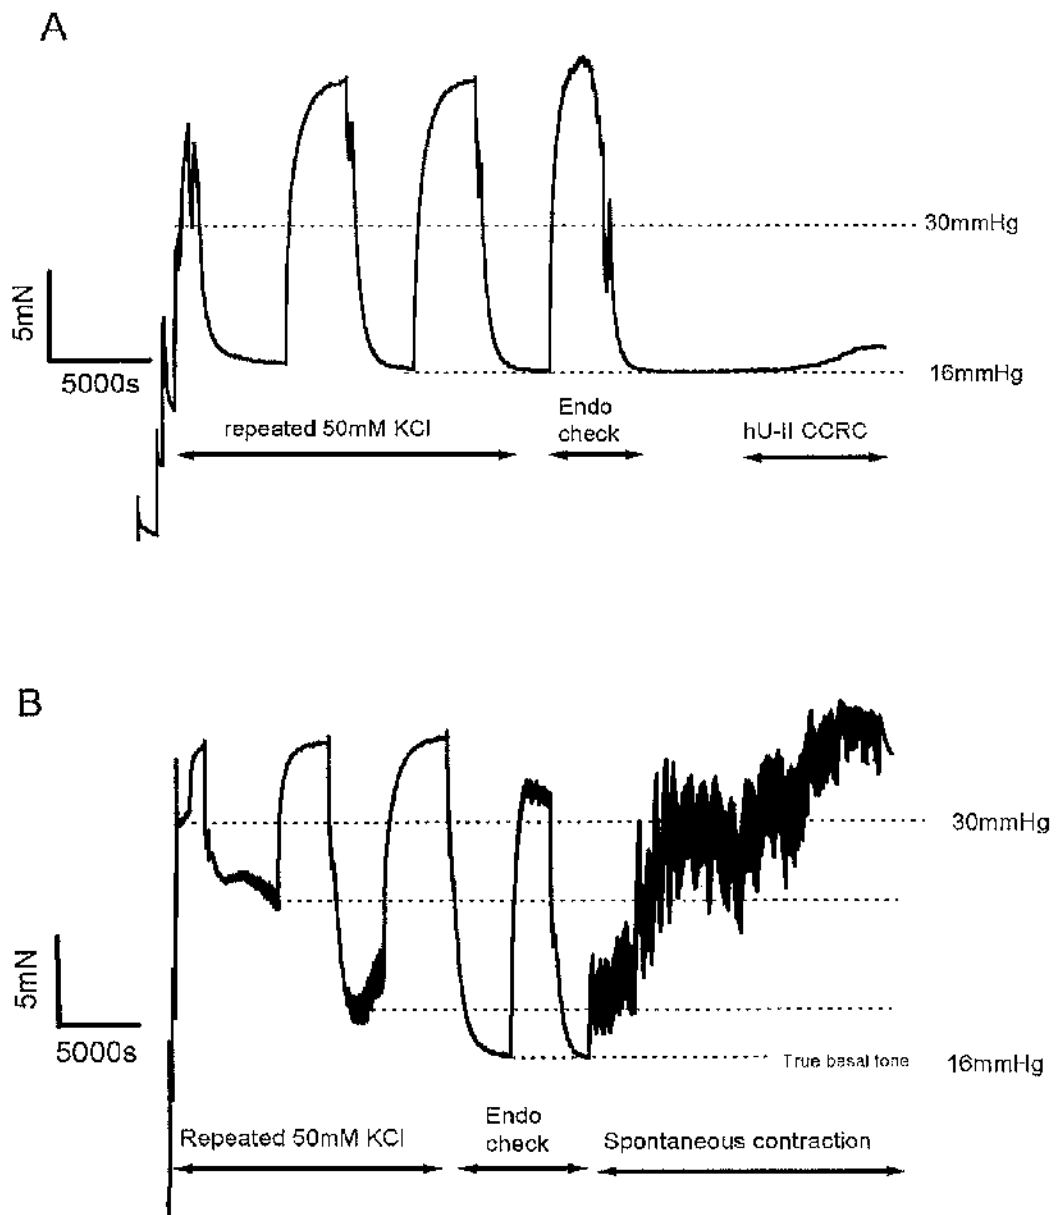 A
30mmHg
5mN
5000s
16mmHg
repeated 50mM KCl
Endo
check
hU-II CCRC
B
30mmHg
5mN
5000s
True basal tone
16mmHg
Repeated 50mM KCl
Endo
check
Spontaneous contraction